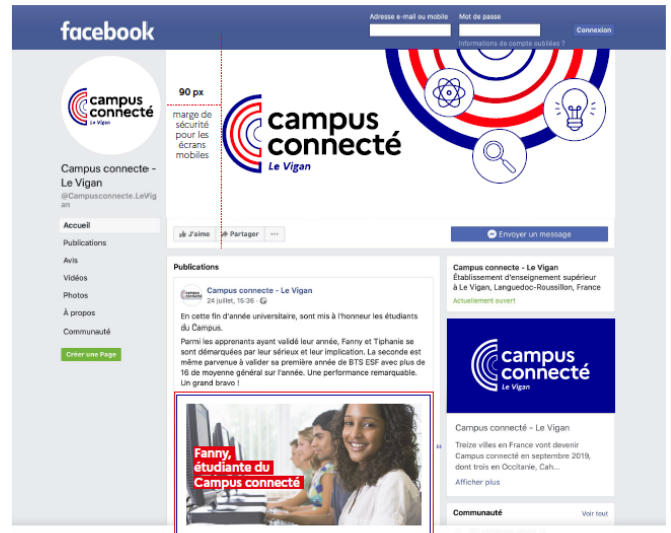 facebook
Adresse e-mail ou mobile
Mot de passe
Connexion
Informations de compte oubliées ?
campus
connecté
Le Vigan
Campus connecte -
Le Vigan
@Campusconnecte.LeVig
an
Accueil
Publications
Avis
Vidéos
Photos
À propos
Communauté
Créer une Page
90 px
marge de
sécurité
pour les
écrans
mobiles
campus
connecté
Le Vigan
J'aime
Partager
Envoyer un message
Publications
Campus connecte - Le Vigan
24 juillet, 15:36 ·
En cette fin d'année universitaire, sont mis à l'honneur les étudiants
du Campus.
Parmi les apprenants ayant validé leur année, Fanny et Tiphanie se
sont démarquées par leur sérieux et leur implication. La seconde est
même parvenue à valider sa première année de BTS ESF avec plus de
16 de moyenne général sur l'année. Une performance remarquable.
Un grand bravo !
Fanny,
étudiante du
Campus connecté
Campus connecte - Le Vigan
Établissement d'enseignement supérieur
à Le Vigan, Languedoc-Roussillon, France
Actuellement ouvert
campus
connecté
Le Vigan
Campus connecté - Le Vigan
Treize villes en France vont devenir
Campus connecté en septembre 2019,
dont trois en Occitanie, Cah...
Afficher plus
Communauté
Voir tout